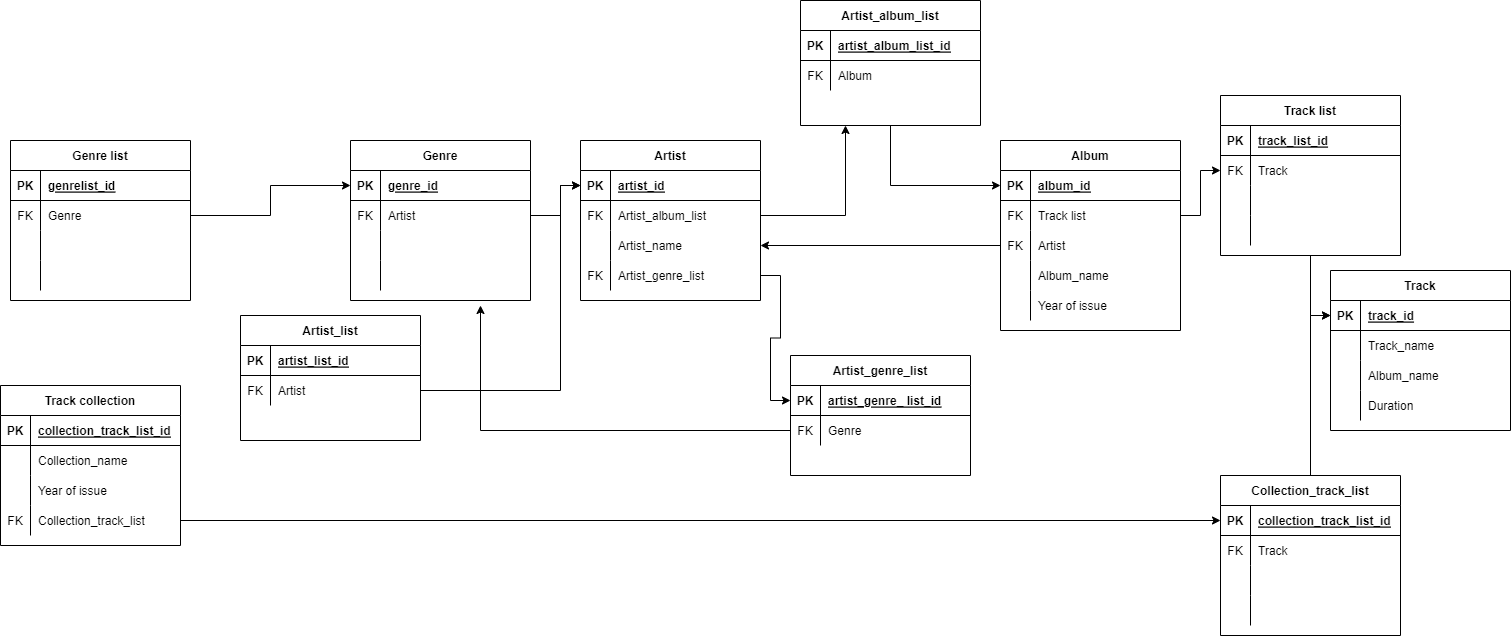 Artist_album_list
PK artist_album_list_id
FK Album
Genre list
PK genrelist_id
FK Genre
Genre
PK genre_id
FK Artist
Artist
PK artist_id
FK Artist_album_list
Artist_name
FK Artist_genre_list
Album
PK album_id
FK Track list
FK Artist
Album_name
Year of issue
Track list
PK track_list_id
FK Track
Track
PK track_id
Track_name
Album_name
Duration
Artist_list
PK artist_list_id
FK Artist
Artist_genre_list
PK artist_genre_ list_id
FK Genre
Track collection
PK collection_track_list_id
Collection_name
Year of issue
FK Collection_track_list
Collection_track_list
PK collection_track_list_id
FK Track